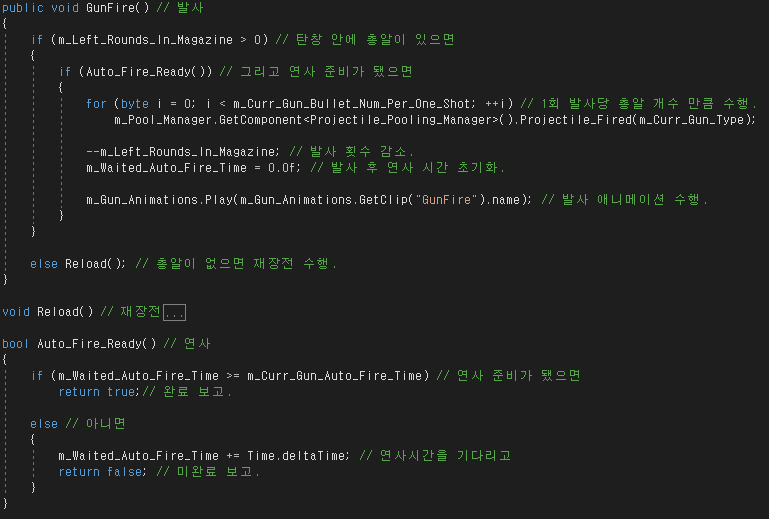 public void GunFire() // 발사
{
if (m_Left_Rounds_In_Magazine > 0) // 탄창 안에 총알이 있으면
{
if (Auto_Fire_Ready()) // 그리고 연사 준비가 됐으면
{
for (byte i = 0; i < m_Curr_Gun_Bullet_Num_Per_One_Shot; ++i) // 1회 발사당 총알 개수 만큼 수행.
m_Pool_Manager.GetComponent<Projectile_Pooling_Manager>().Projectile_Fired(m_Curr_Gun_Type);
--m_Left_Rounds_In_Magazine; // 발사 횟수 감소.
m_Waited_Auto_Fire_Time = 0.0f; // 발사 후 연사 시간 초기화.
m_Gun_Animations.Play(m_Gun_Animations.GetClip("GunFire").name); // 발사 애니메이션 수행.
}
}
else Reload(); // 총알이 없으면 재장전 수행.
}
void Reload() // 재장전...
bool Auto_Fire_Ready() // 연사
{
if (m_Waited_Auto_Fire_Time >= m_Curr_Gun_Auto_Fire_Time) // 연사 준비가 됐으면
return true;// 완료 보고.
else // 아니면
{
m_Waited_Auto_Fire_Time += Time.deltaTime; // 연사시간을 기다리고
return false; // 미완료 보고.
}
}